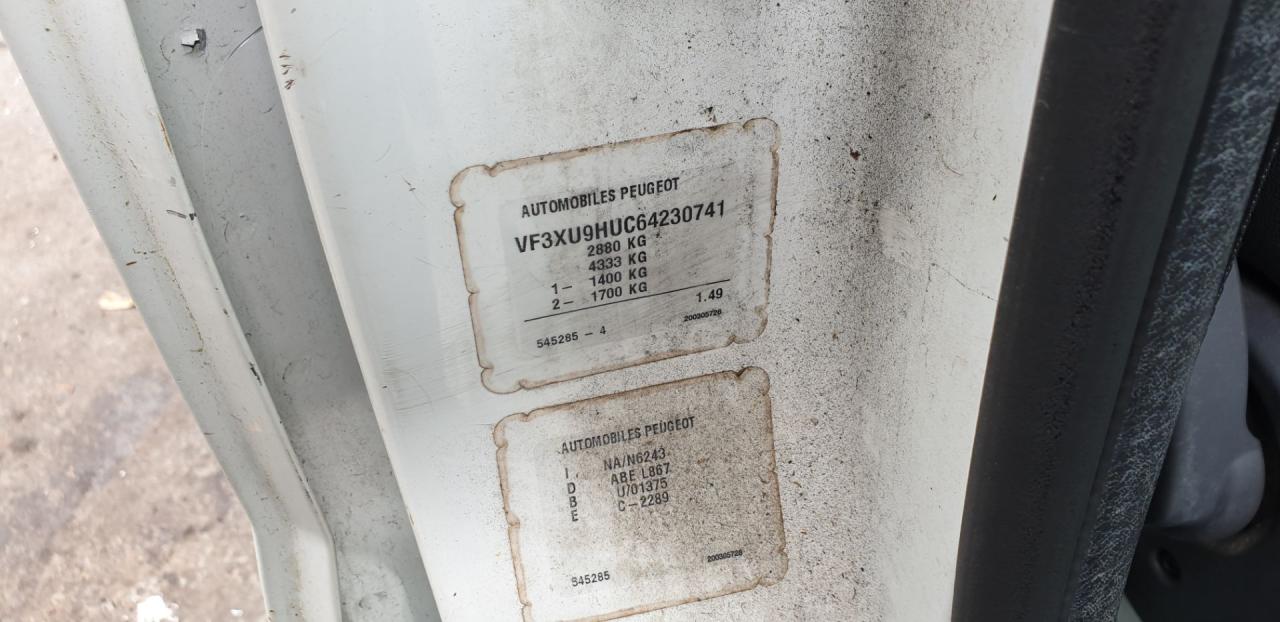 AUTOMOBILES PEUGEOT
VF3XU9HUC64230741
2880 KG
4333 KG
1- 1400 KG
2- 1700 KG
1.49
545285 - 4 200305728
AUTOMOBILES PEUGEOT
I NA/N6243
D ABE L867
B U/01375
E C-2289
545285 200305728